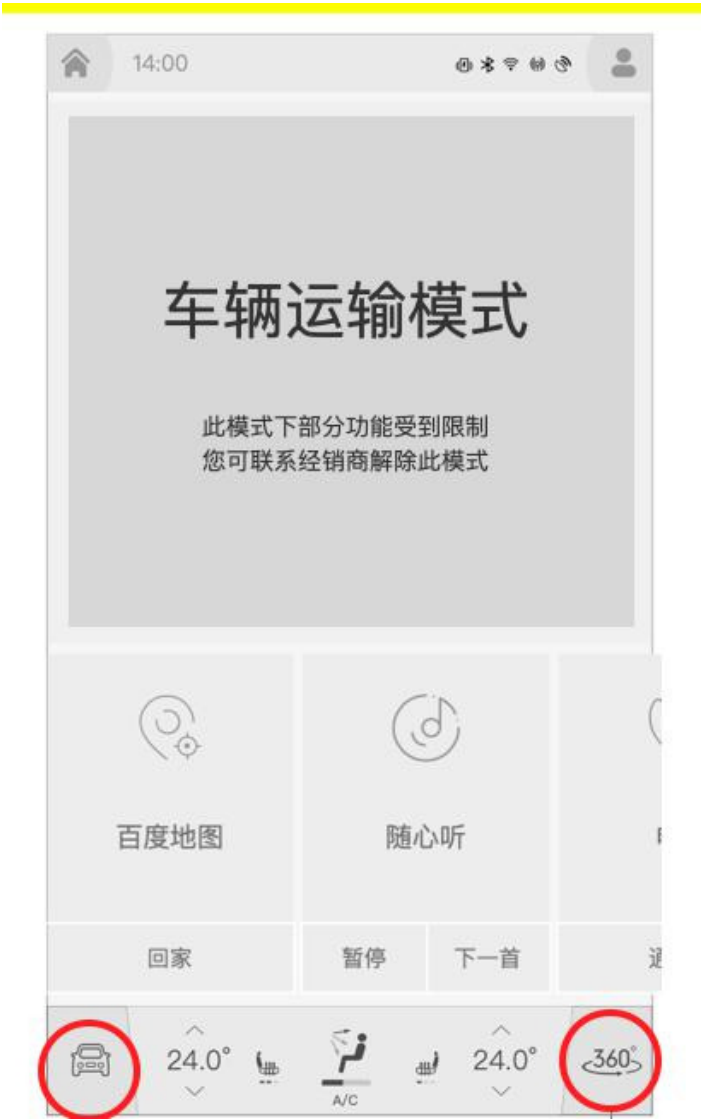 14:00
车辆运输模式
此模式下部分功能受到限制
您可联系经销商解除此模式
百度地图
随心听
回家
暂停
下一首
通
24.0°
A/C
24.0°
360°